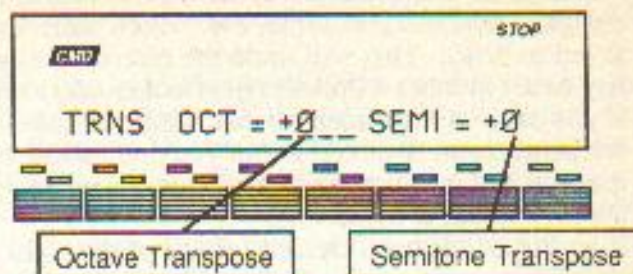 STOP
CARD
TRNS OCT = +0 SEMI = +0
Octave Transpose Semitone Transpose